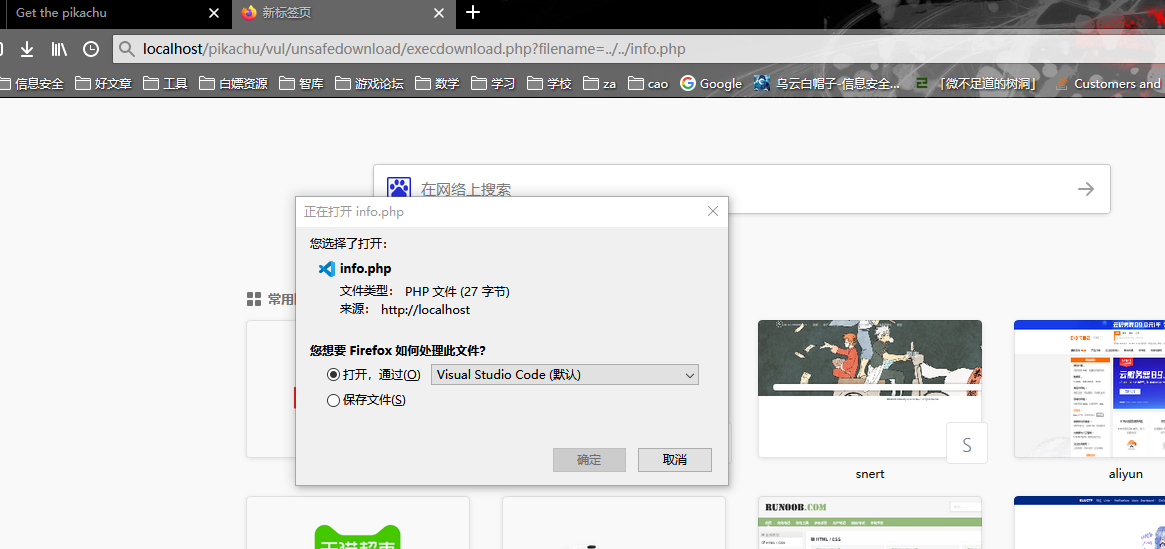 Get the pikachu
新标签页
localhost/pikachu/vul/unsafedownload/execdownload.php?filename=../../info.php
信息安全 好文章 工具 白嫖资源 智库 游戏论坛 数学 学习 学校 za cao Google 乌云白帽子-信息安全... 「微不足道的树洞」 Customers and
在网络上搜索
正在打开 info.php
您选择了打开：
info.php
文件类型： PHP 文件 (27 字节)
来源： http://localhost
您想要 Firefox 如何处理此文件?
打开，通过(O) Visual Studio Code (默认)
保存文件(S)
确定 取消
常用
S
snert
aliyun
天猫超市
RUNOOB.COM
HTML / CSS